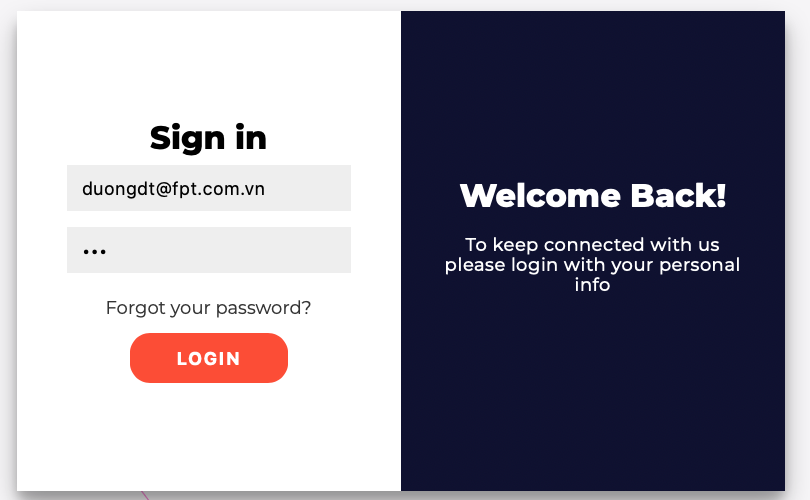 Sign in
duongdt@fpt.com.vn
•••
Forgot your password?
LOGIN
Welcome Back!
To keep connected with us
please login with your personal
info